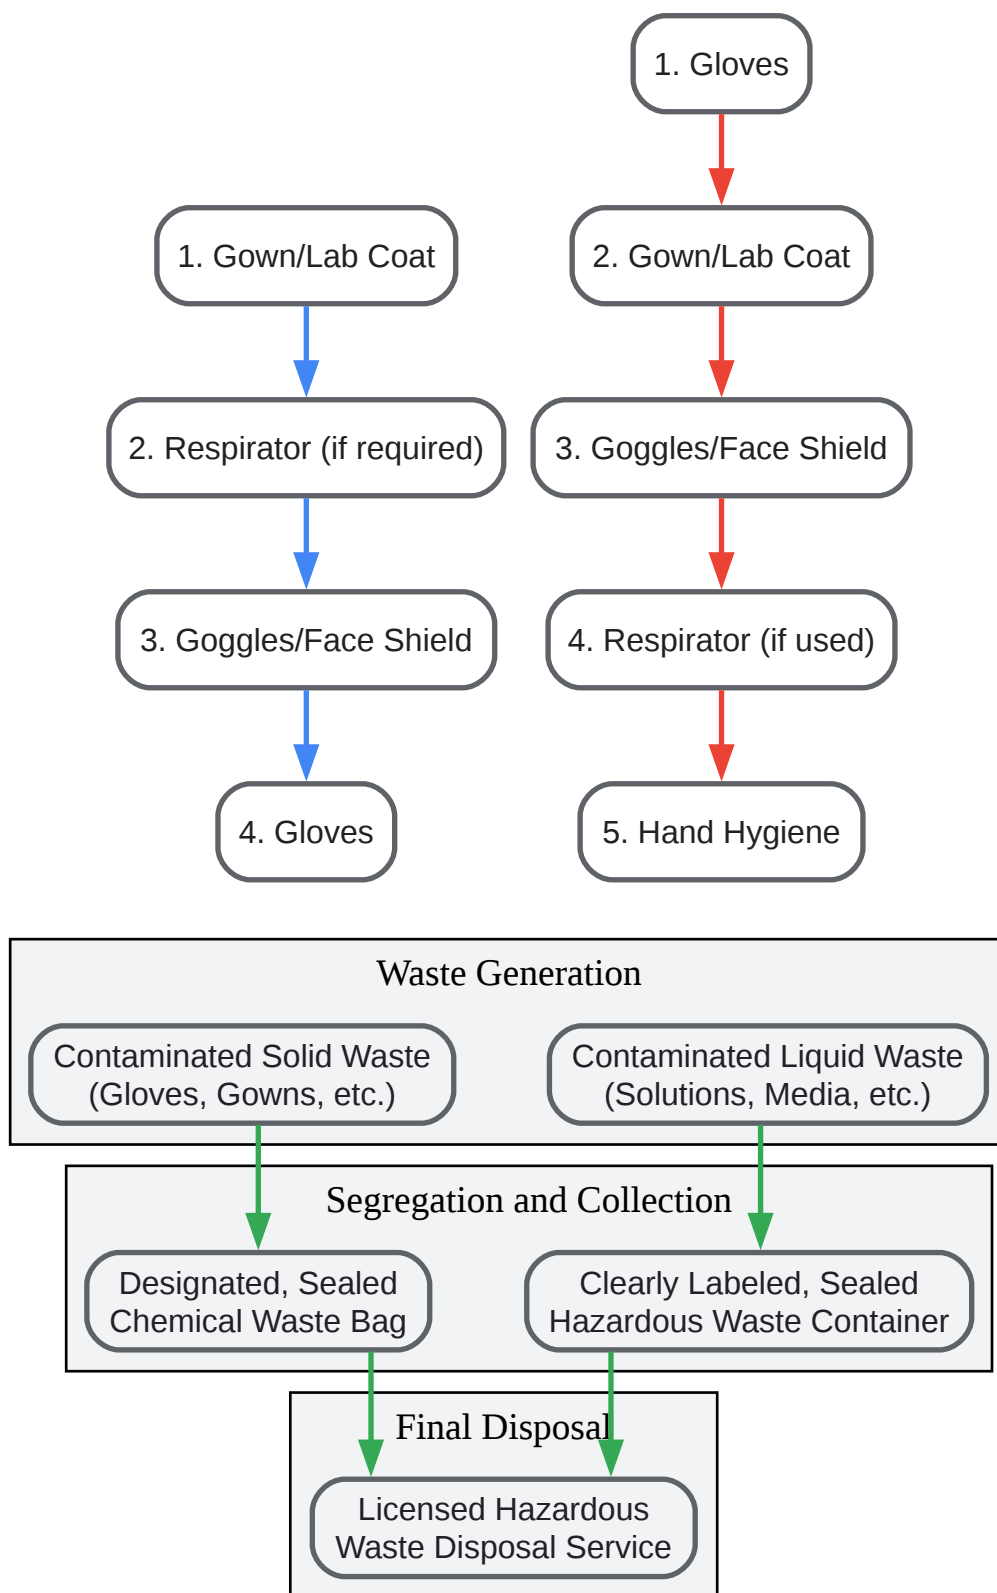 1. Gown/Lab Coat
2. Respirator (if required)
3. Goggles/Face Shield
4. Gloves
1. Gloves
2. Gown/Lab Coat
3. Goggles/Face Shield
4. Respirator (if used)
5. Hand Hygiene
Waste Generation
Contaminated Solid Waste
(Gloves, Gowns, etc.)
Contaminated Liquid Waste
(Solutions, Media, etc.)
Segregation and Collection
Designated, Sealed
Chemical Waste Bag
Clearly Labeled, Sealed
Hazardous Waste Container
Final Disposal
Licensed Hazardous
Waste Disposal Service